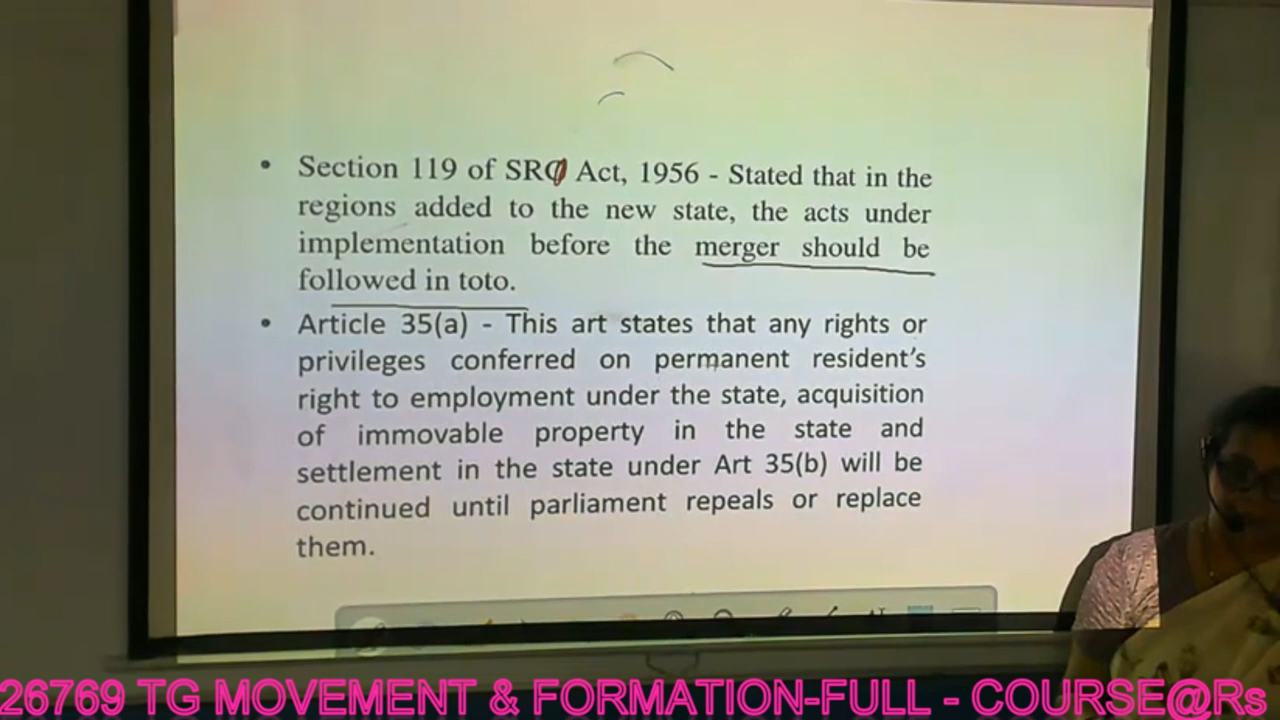 • Section 119 of SRC Act, 1956 - Stated that in the
regions added to the new state, the acts under
implementation before the merger should be
followed in toto.
• Article 35(a) - This art states that any rights or
privileges conferred on permanent resident's
right to employment under the state, acquisition
of immovable property in the state and
settlement in the state under Art 35(b) will be
continued until parliament repeals or replace
them.
26769 TG MOVEMENT & FORMATION-FULL - COURSE@Rs